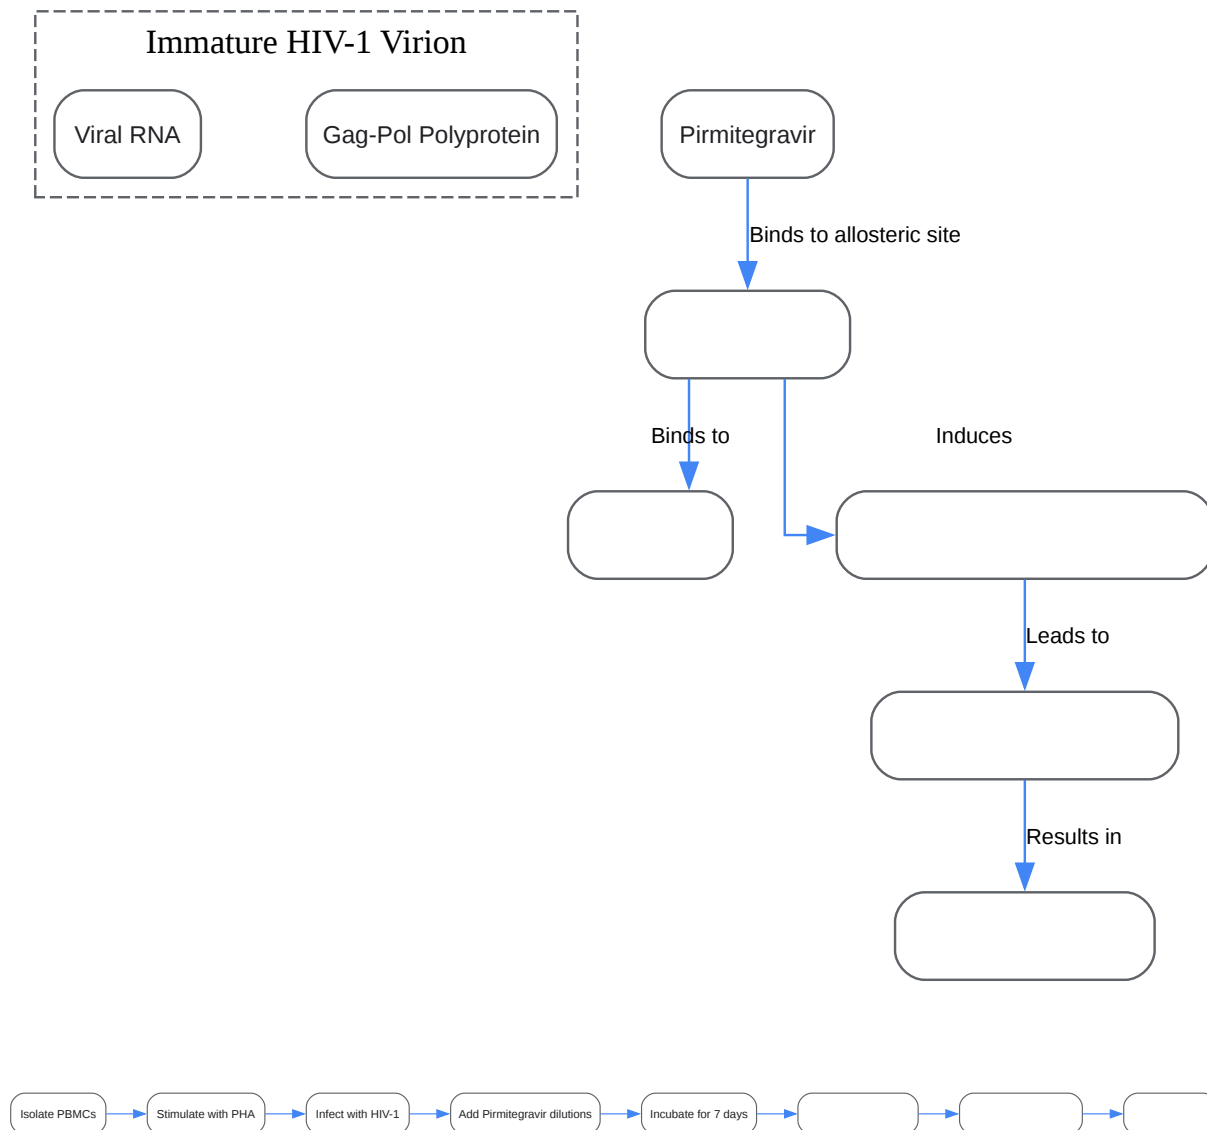 Immature HIV-1 Virion
Viral RNA
Gag-Pol Polyprotein
Pirmitegravir
Binds to allosteric site
Binds to
Induces
Leads to
Results in
Isolate PBMCs
Stimulate with PHA
Infect with HIV-1
Add Pirmitegravir dilutions
Incubate for 7 days